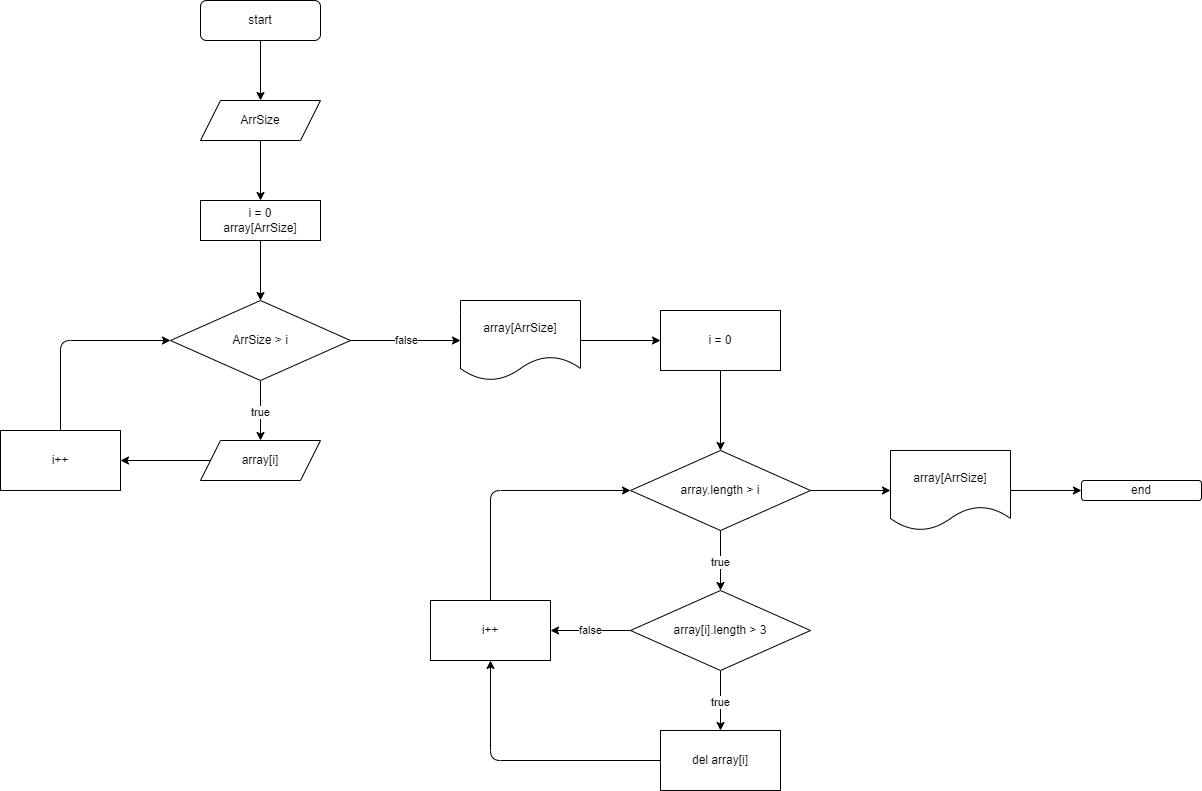 start
ArrSize
i = 0
array[ArrSize]
ArrSize > i
false
array[ArrSize]
i = 0
true
array[i]
i++
array.length > i
array[ArrSize]
end
true
array[i].length > 3
false
i++
true
del array[i]